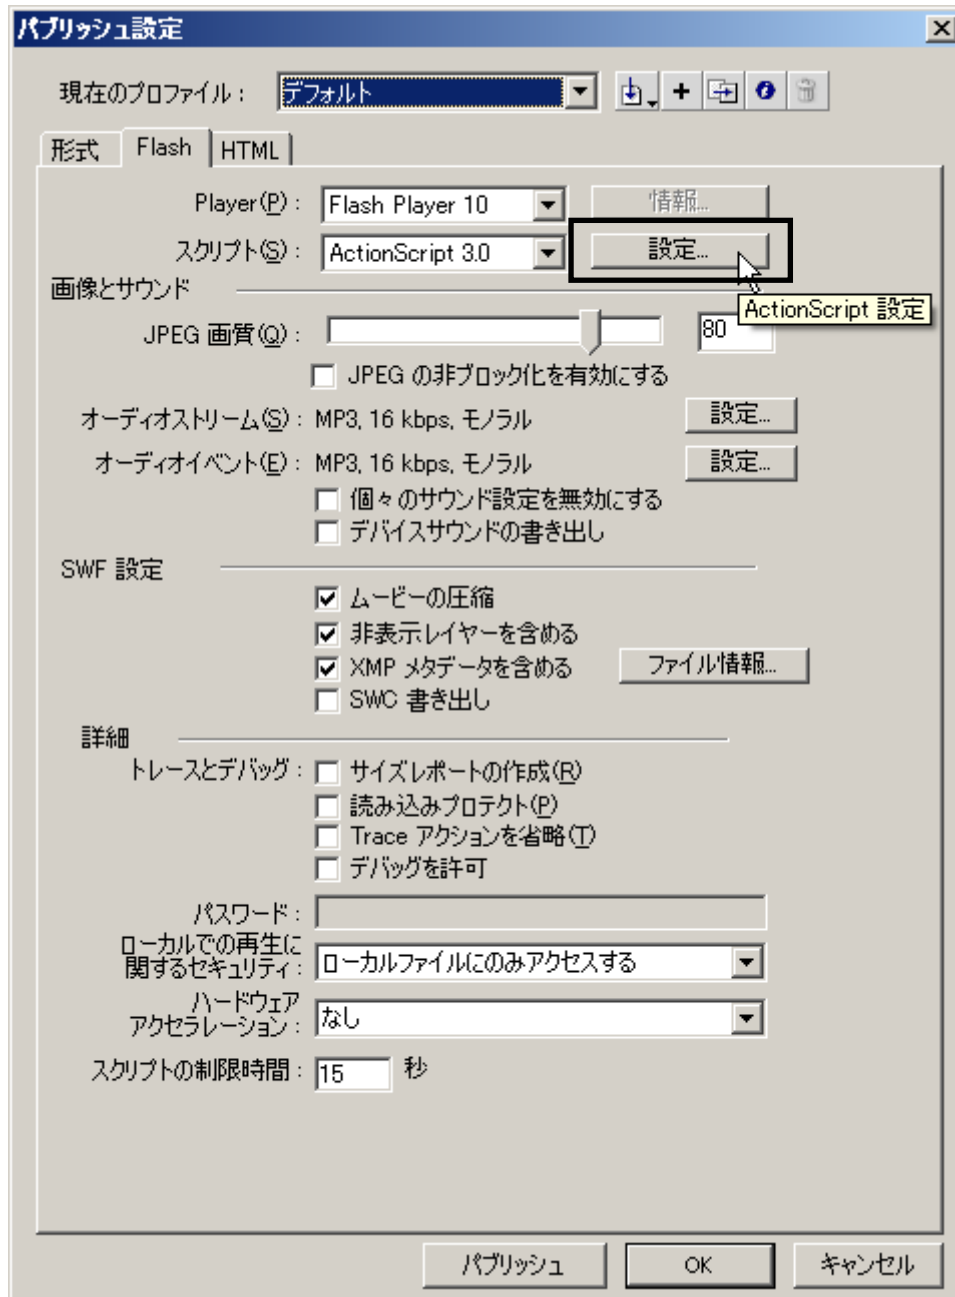 パブリッシュ設定
現在のプロファイル： デフォルト
形式 Flash HTML
Player(P)： Flash Player 10 情報...
スクリプト(S)： ActionScript 3.0 設定...
画像とサウンド
ActionScript 設定
JPEG 画質(Q)： 80
JPEG の非ブロック化を有効にする
オーディオストリーム(S)： MP3, 16 kbps, モノラル 設定...
オーディオイベント(E)： MP3, 16 kbps, モノラル 設定...
個々のサウンド設定を無効にする
デバイスサウンドの書き出し
SWF 設定
ムービーの圧縮
非表示レイヤーを含める
XMP メタデータを含める ファイル情報...
SWC 書き出し
詳細
トレースとデバッグ： サイズレポートの作成(R)
読み込みプロテクト(P)
Trace アクションを省略(T)
デバッグを許可
パスワード：
ローカルでの再生に
関するセキュリティ： ローカルファイルにのみアクセスする
ハードウェア
アクセラレーション： なし
スクリプトの制限時間： 15 秒
パブリッシュ OK キャンセル